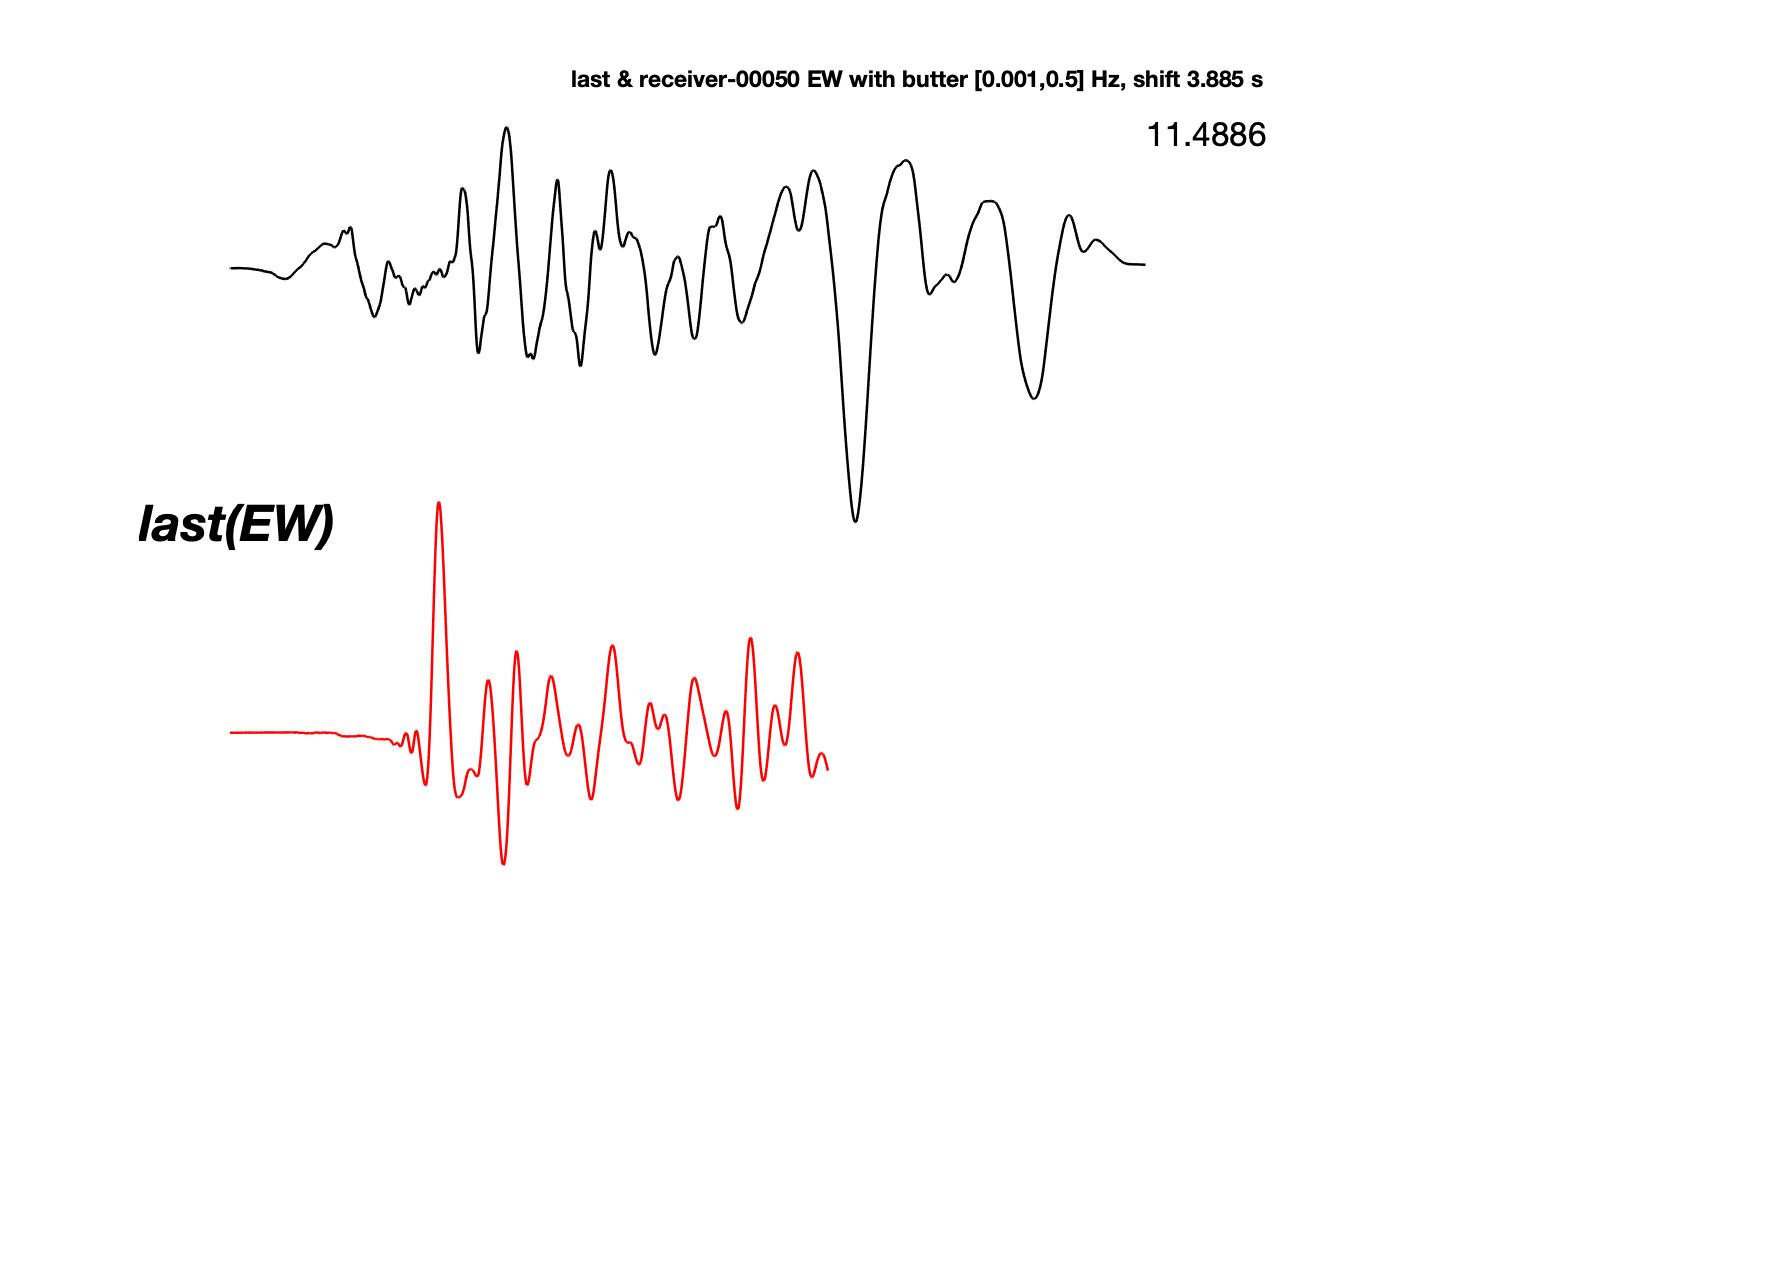 last & receiver-00050 EW with butter [0.001,0.5] Hz, shift 3.885 s
11.4886
last(EW)